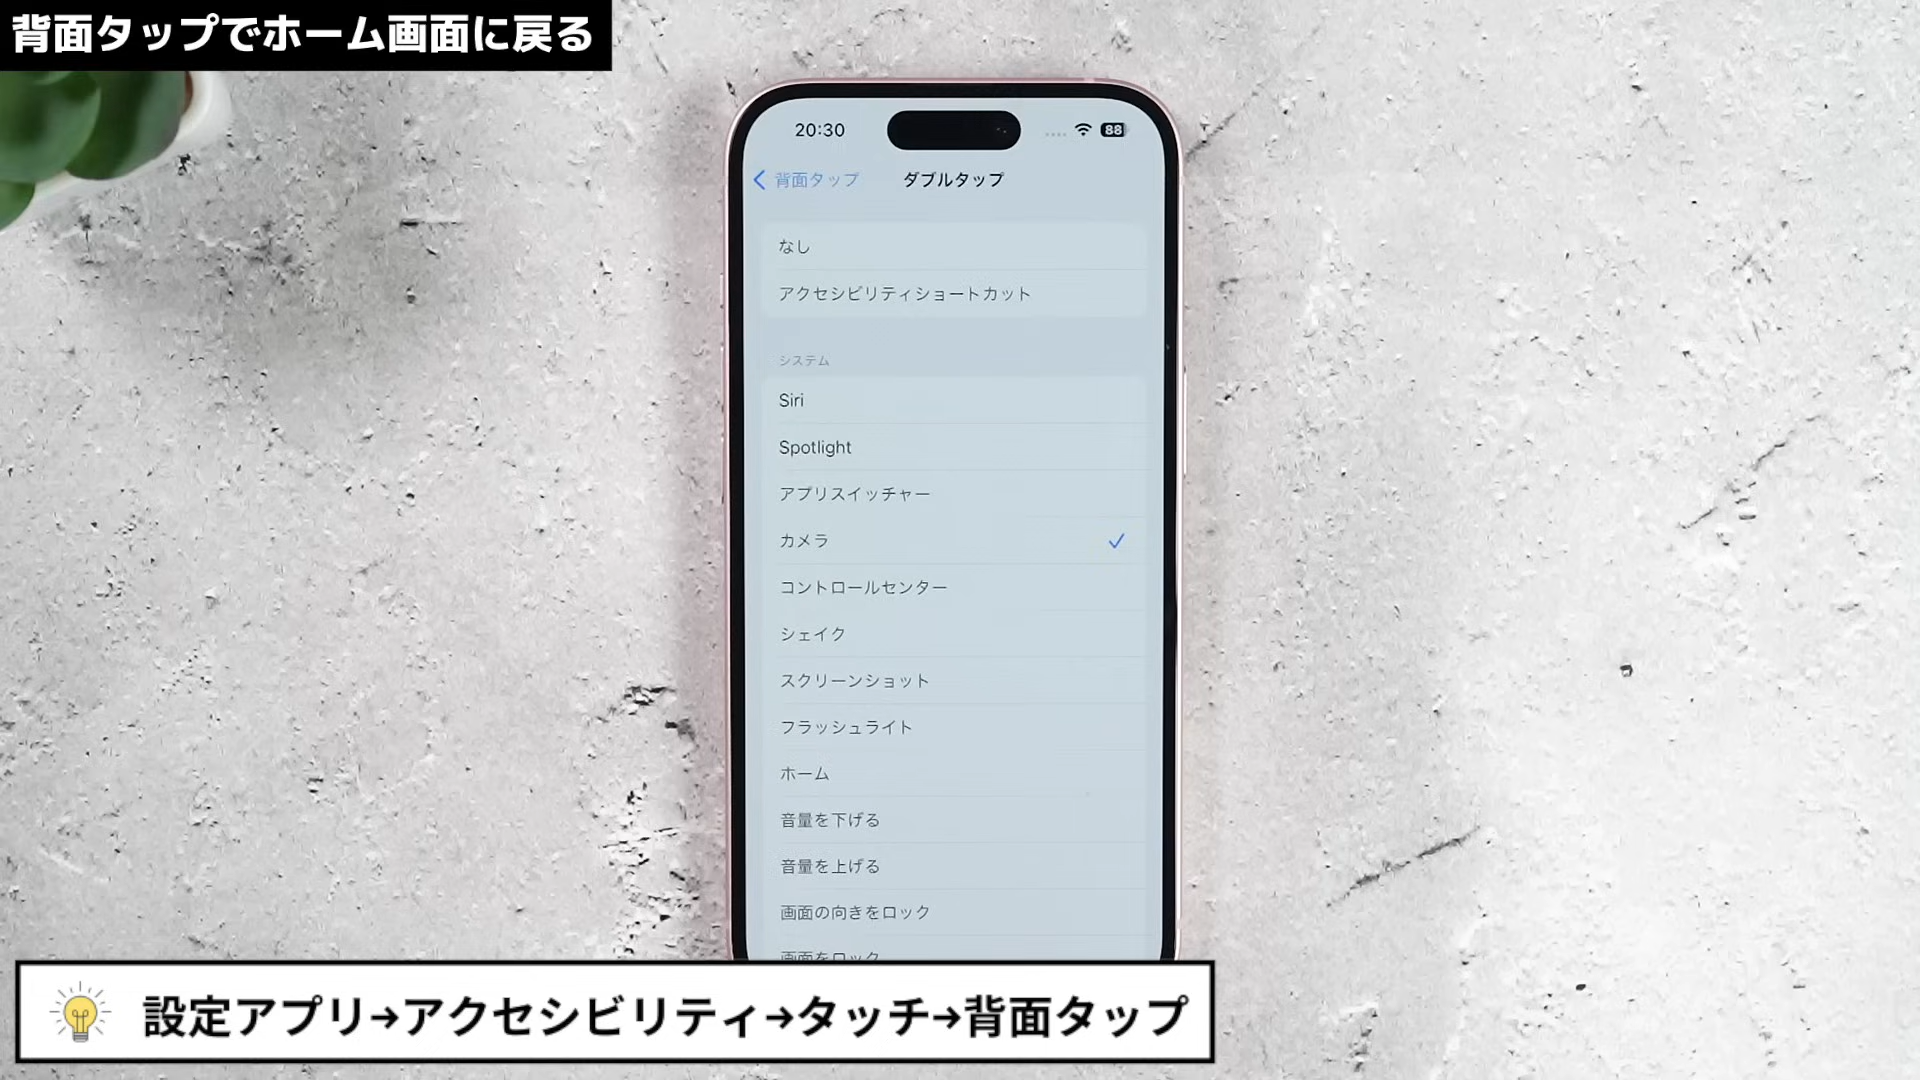 背面タップでホーム画面に戻る
20:30
88
背面タップ
ダブルタップ
なし
アクセシビリティショートカット
システム
Siri
Spotlight
アプリスイッチャー
カメラ
コントロールセンター
シェイク
スクリーンショット
フラッシュライト
ホーム
音量を下げる
音量を上げる
画面の向きをロック
画面をロック
設定アプリ→アクセシビリティ→タッチ→背面タップ